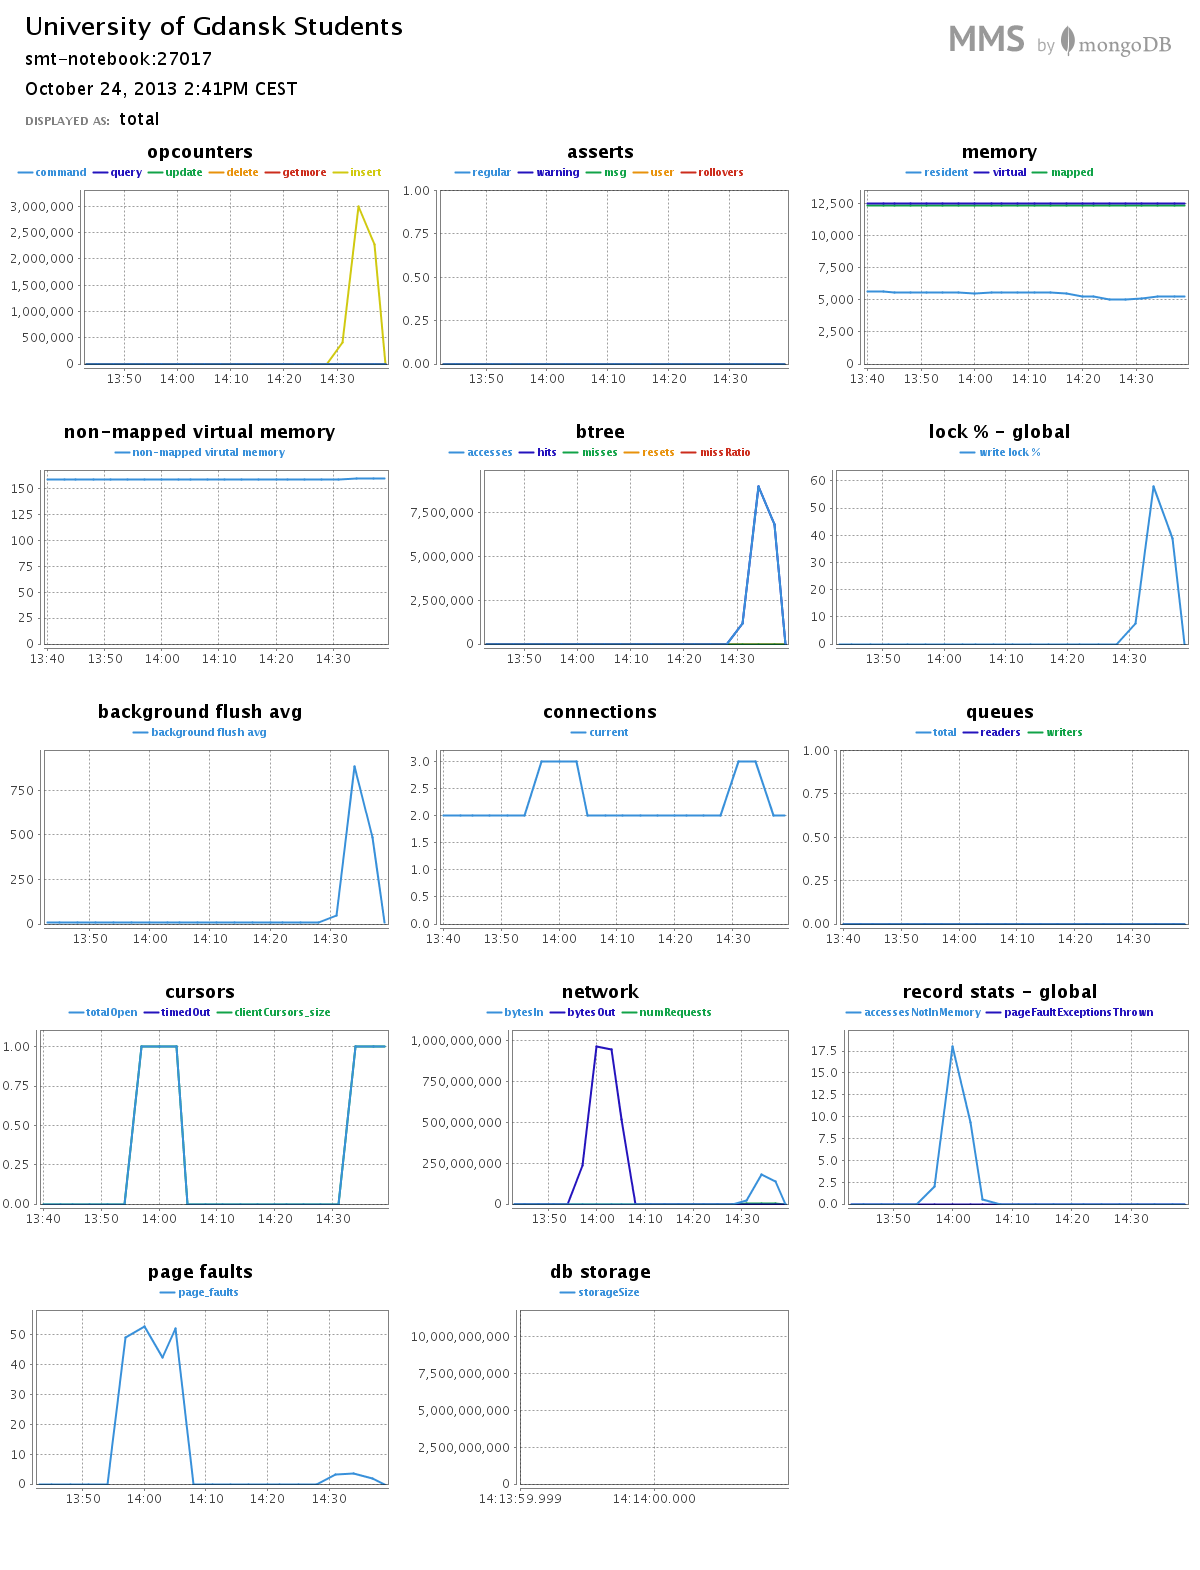 University of Gdansk Students
smt-notebook:27017
October 24, 2013 2:41PM CEST
DISPLAYED AS: total
MMS by mongoDB
opcounters
command query update delete getmore insert
3,000,000
2,500,000
2,000,000
1,500,000
1,000,000
500,000
0
13:50 14:00 14:10 14:20 14:30
asserts
regular warning msg user rollovers
1.00
0.75
0.50
0.25
0.00
13:50 14:00 14:10 14:20 14:30
memory
resident virtual mapped
12,500
10,000
7,500
5,000
2,500
0
13:40 13:50 14:00 14:10 14:20 14:30
non-mapped virtual memory
non-mapped virutal memory
150
125
100
75
50
25
0
13:40 13:50 14:00 14:10 14:20 14:30
btree
accesses hits misses resets missRatio
7,500,000
5,000,000
2,500,000
0
13:50 14:00 14:10 14:20 14:30
lock % - global
write lock %
60
50
40
30
20
10
0
13:50 14:00 14:10 14:20 14:30
background flush avg
background flush avg
750
500
250
0
13:50 14:00 14:10 14:20 14:30
connections
current
3.0
2.5
2.0
1.5
1.0
0.5
0.0
13:40 13:50 14:00 14:10 14:20 14:30
queues
total readers writers
1.00
0.75
0.50
0.25
0.00
13:40 13:50 14:00 14:10 14:20 14:30
cursors
totalOpen timedOut clientCursors_size
1.00
0.75
0.50
0.25
0.00
13:40 13:50 14:00 14:10 14:20 14:30
network
bytesIn bytesOut numRequests
1,000,000,000
750,000,000
500,000,000
250,000,000
0
13:50 14:00 14:10 14:20 14:30
record stats - global
accessesNotInMemory pageFaultExceptionsThrown
17.5
15.0
12.5
10.0
7.5
5.0
2.5
0.0
13:50 14:00 14:10 14:20 14:30
page faults
page_faults
50
40
30
20
10
0
13:50 14:00 14:10 14:20 14:30
db storage
storageSize
10,000,000,000
7,500,000,000
5,000,000,000
2,500,000,000
0
14:13:59.999 14:14:00.000